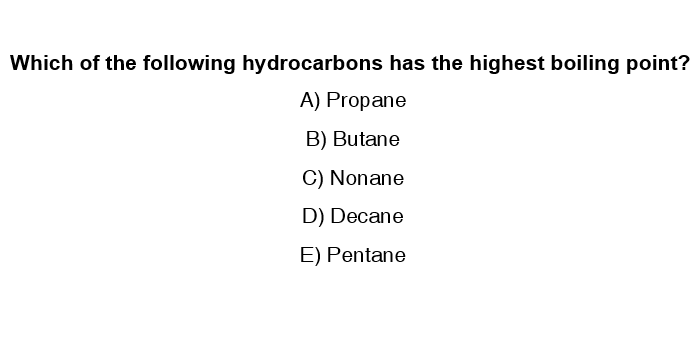 Which of the following hydrocarbons has the highest boiling point?
A) Propane
B) Butane
C) Nonane
D) Decane
E) Pentane